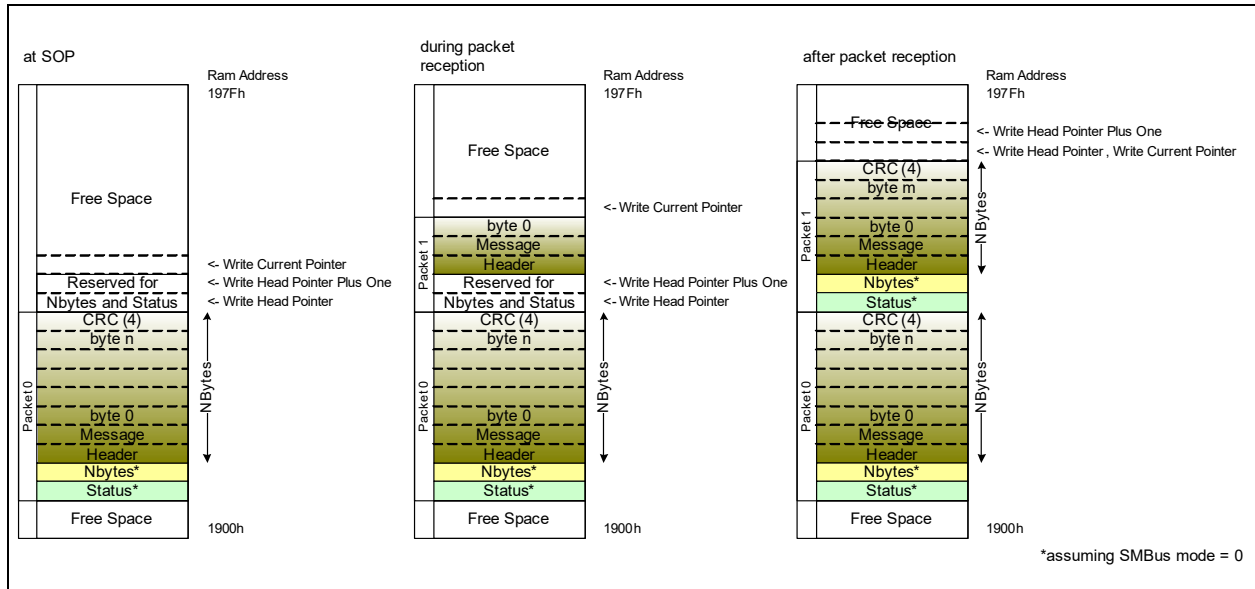 at SOP
Ram Address
197Fh
Free Space
<- Write Current Pointer
Reserved for
<- Write Head Pointer Plus One
Nbytes and Status
<- Write Head Pointer
CRC (4)
byte n
byte 0
Message
Header
Nbytes*
Status*
Free Space
1900h
Packet 0
NBytes
during packet
reception
Ram Address
197Fh
Free Space
<- Write Current Pointer
byte 0
Message
Header
Reserved for
<- Write Head Pointer Plus One
Nbytes and Status
<- Write Head Pointer
CRC (4)
byte n
byte 0
Message
Header
Nbytes*
Status*
Free Space
1900h
Packet 1
Packet 0
NBytes
after packet reception
Ram Address
197Fh
Free Space
<- Write Head Pointer Plus One
<- Write Head Pointer , Write Current Pointer
CRC (4)
byte m
byte 0
Message
Header
Nbytes*
Status*
CRC (4)
byte n
byte 0
Message
Header
Nbytes*
Status*
Free Space
1900h
Packet 1
Packet 0
NBytes
NBytes
*assuming SMBus mode = 0